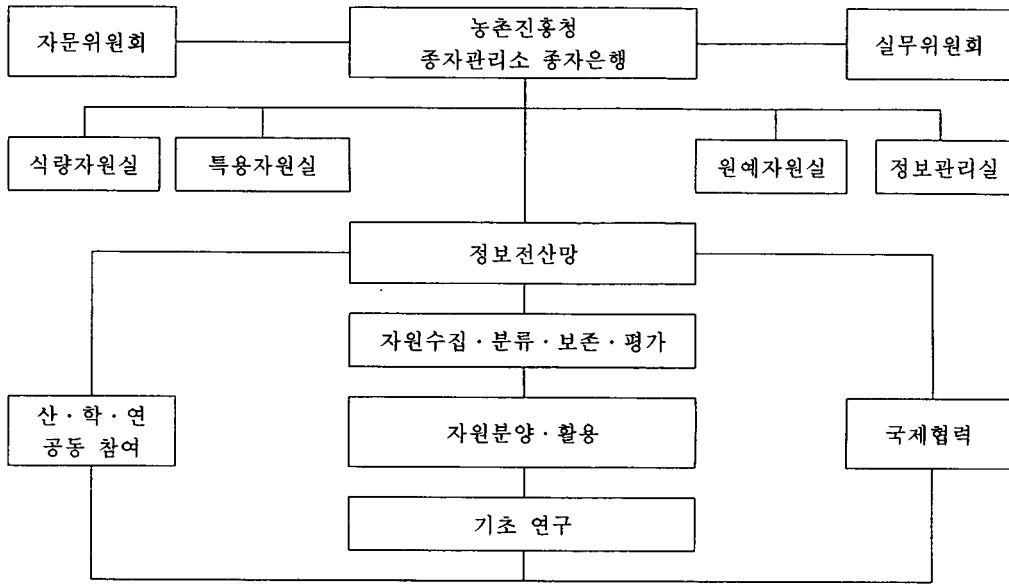 자문위원회
농촌진흥청
종자관리소 종자은행
실무위원회
식량자원실
특용자원실
원예자원실
정보관리실
정보전산망
자원수집·분류·보존·평가
산·학·연
공동 참여
자원분양·활용
국제협력
기초 연구